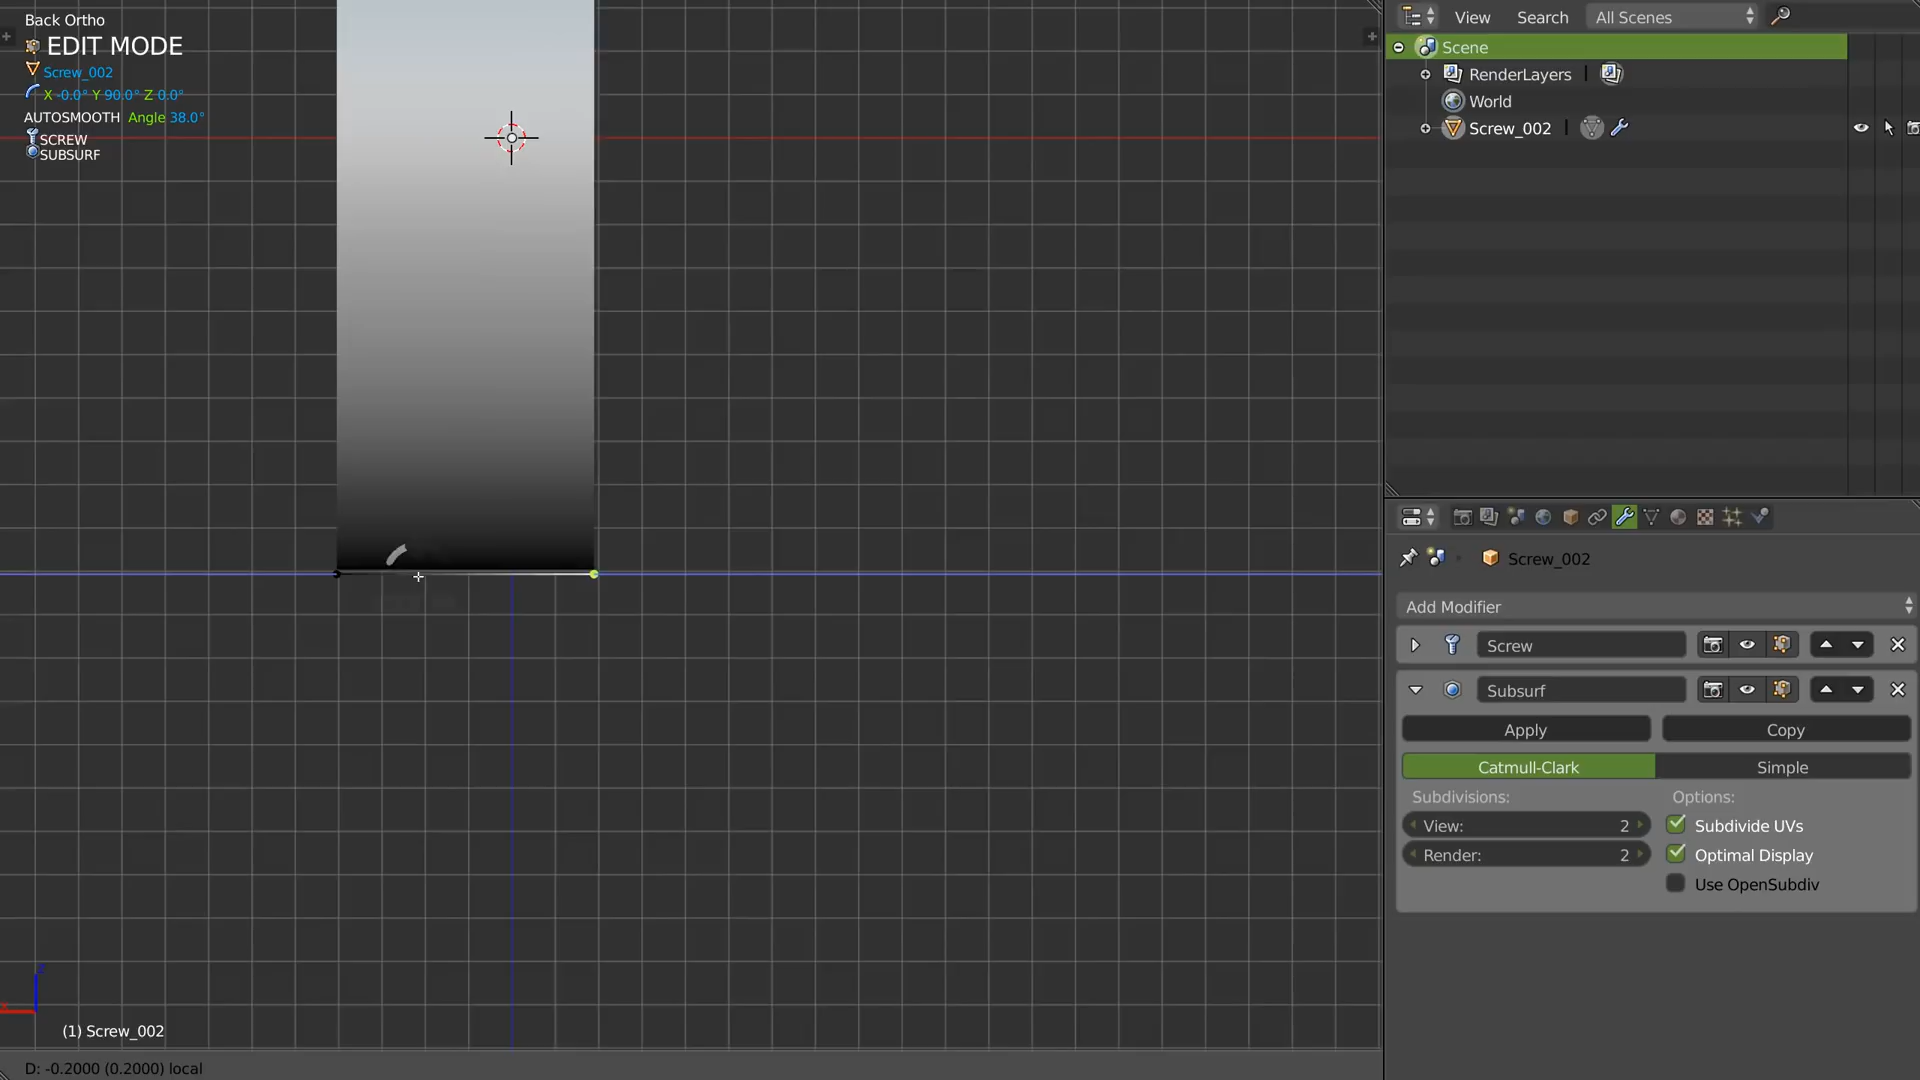 Back Ortho
EDIT MODE
Screw_002
X -0.0° Y 90.0° Z 0.0°
AUTOSMOOTH Angle 38.0°
SCREW
SUBSURF
(1) Screw_002
D: -0.2000 (0.2000) local
View Search All Scenes
Scene
RenderLayers
World
Screw_002
Screw_002
Add Modifier
Screw
Subsurf
Apply Copy
Catmull-Clark Simple
Subdivisions: Options:
View: 2 Subdivide UVs
Render: 2 Optimal Display
Use OpenSubdiv